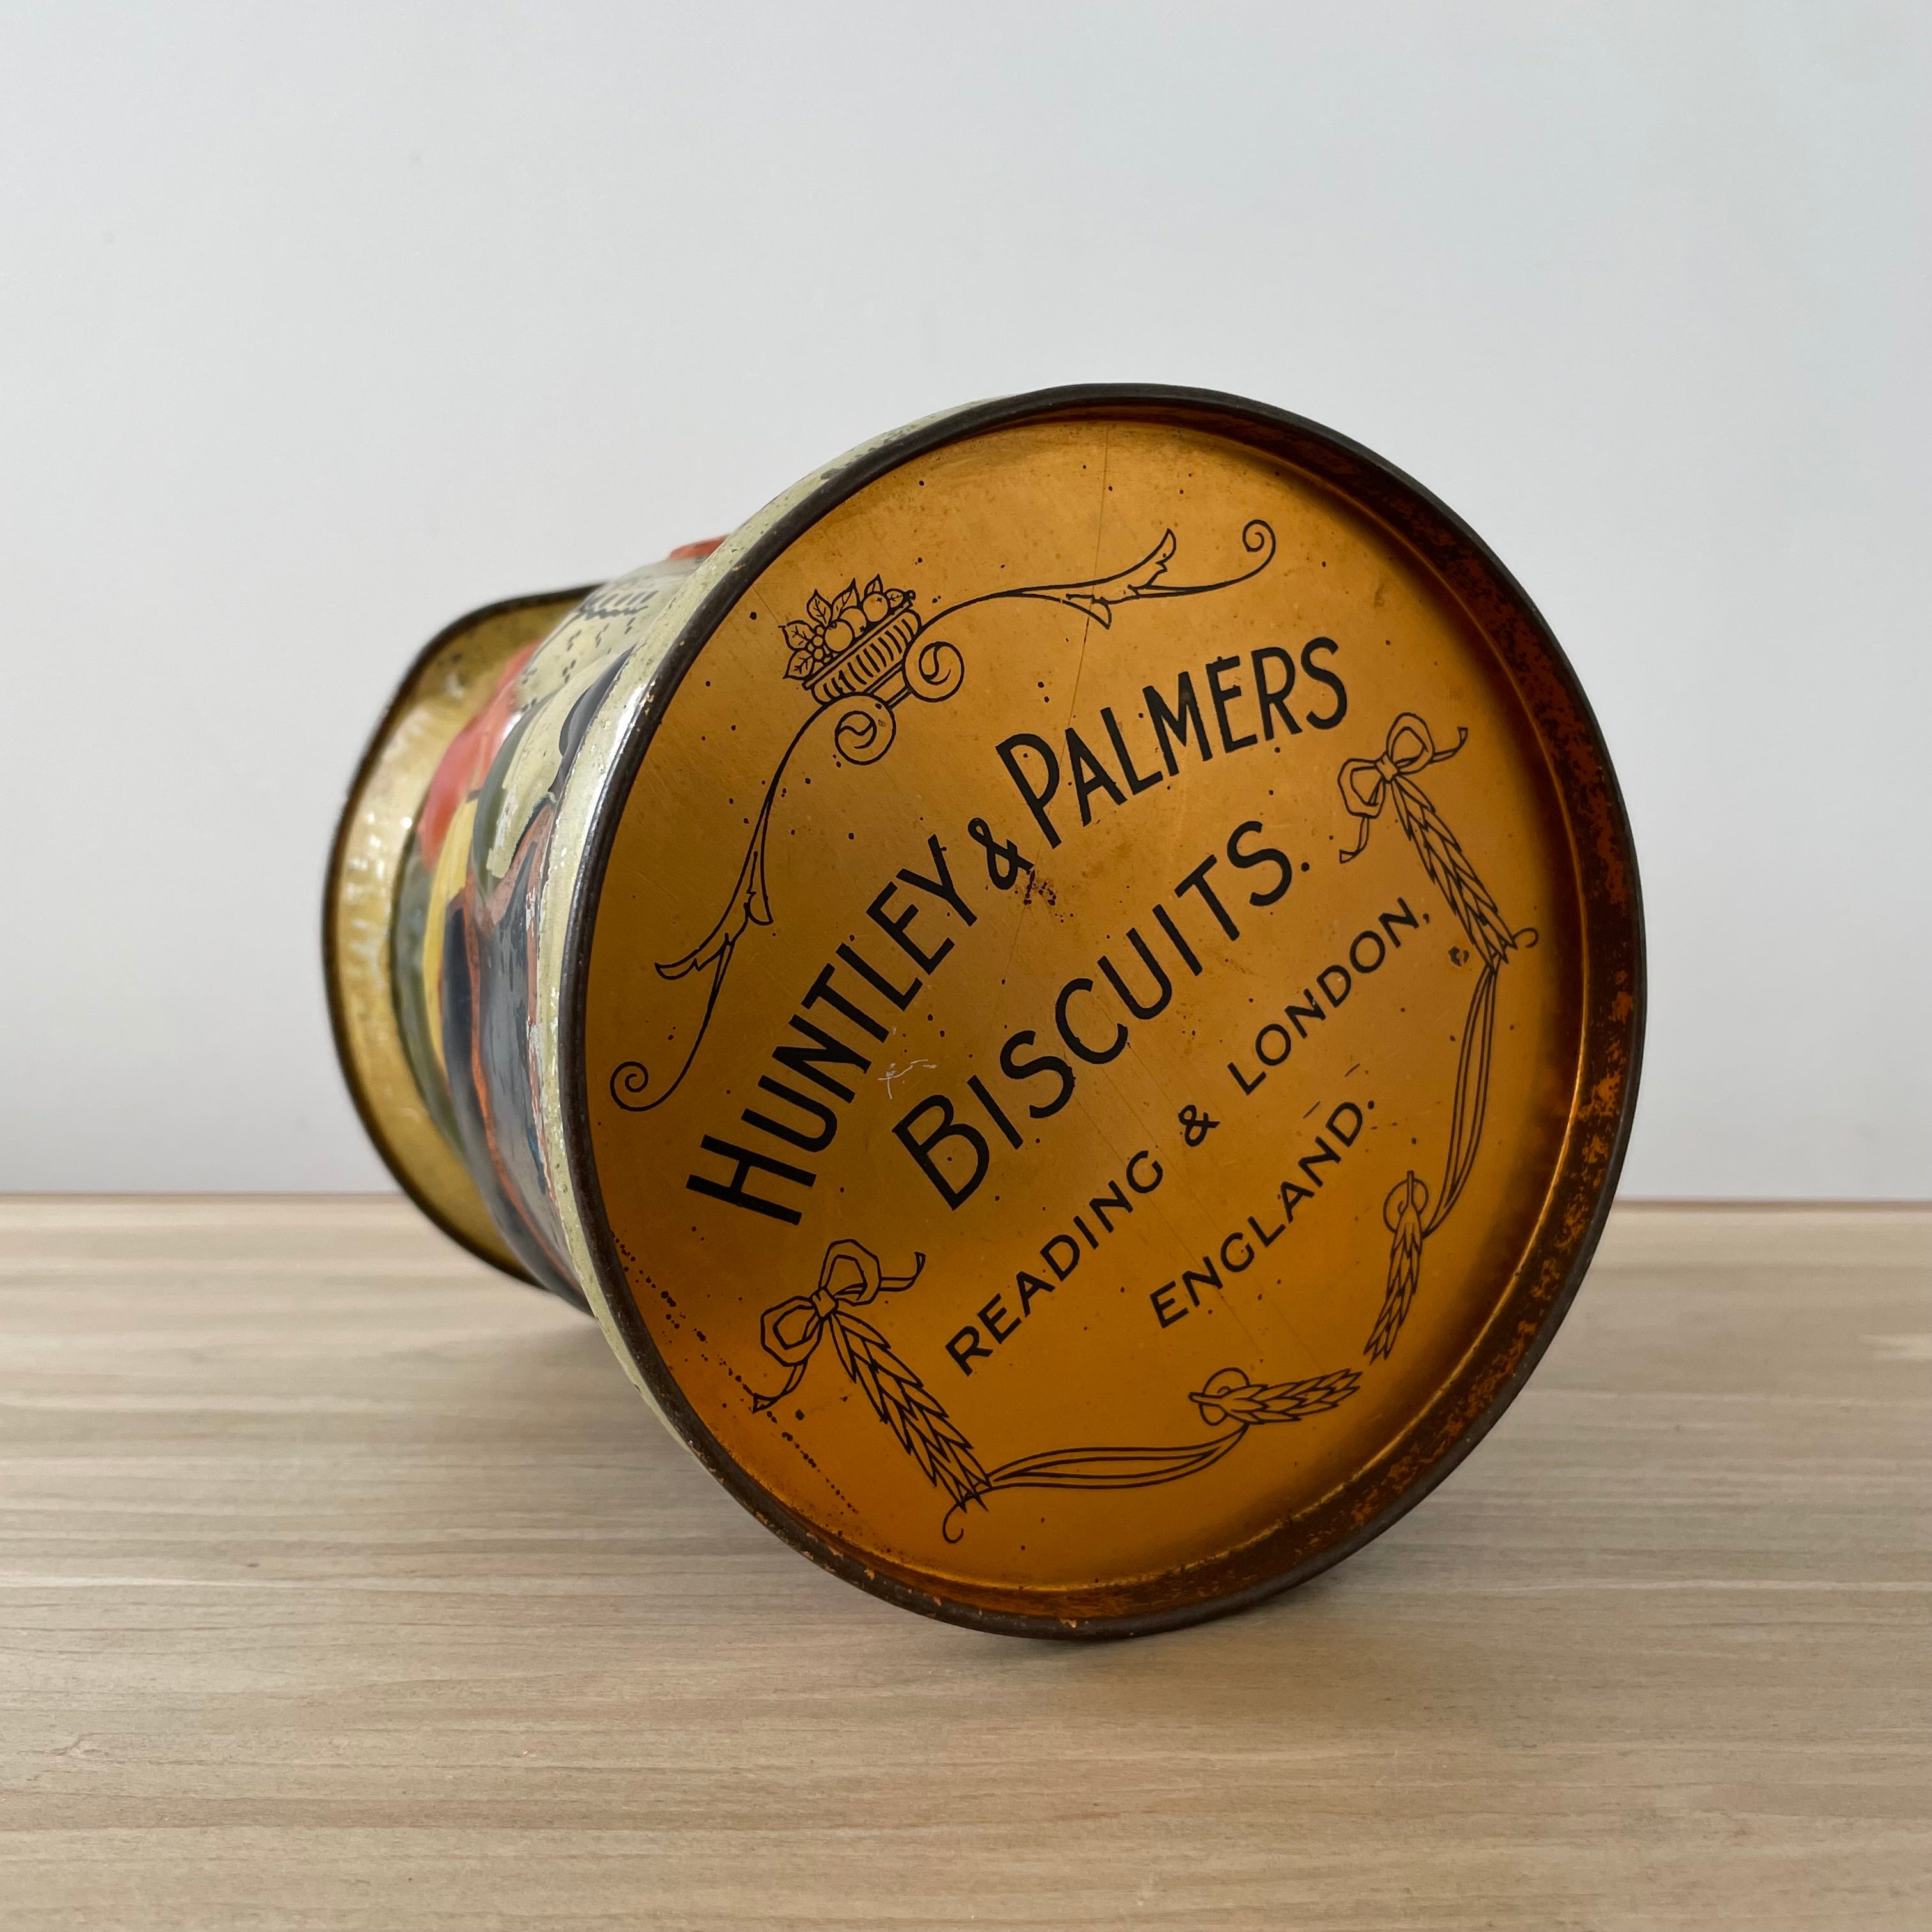 HUNTLEY & PALMERS
BISCUITS.
READING & LONDON,
ENGLAND.